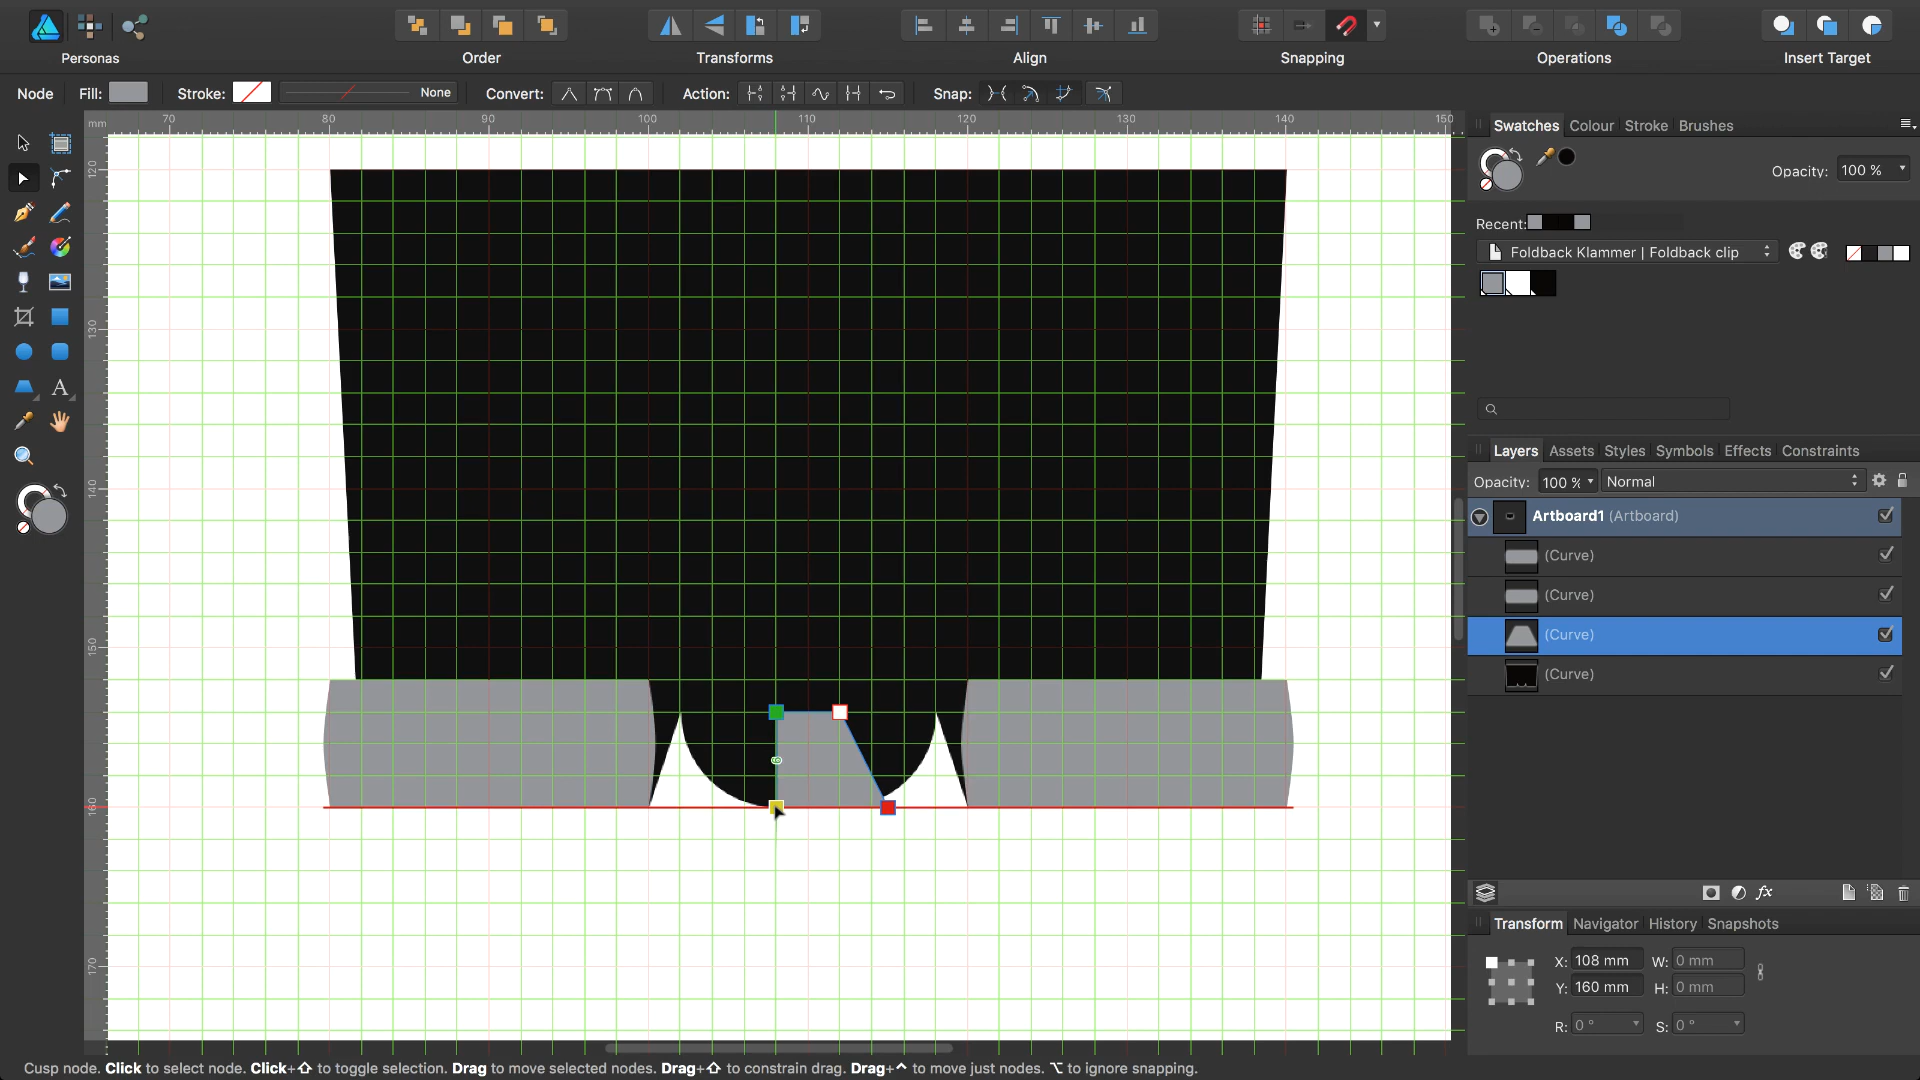 Personas
Order
Transforms
Align
Snapping
Operations
Insert Target
Node Fill: Stroke: None Convert: Action: Snap:
mm 70 80 90 100 110 120 130 140 150
120
130
140
150
160
170
Swatches Colour Stroke Brushes
Opacity: 100 %
Recent:
Foldback Klammer | Foldback clip
Layers Assets Styles Symbols Effects Constraints
Opacity: 100 % Normal
Artboard1 (Artboard)
(Curve)
(Curve)
(Curve)
(Curve)
fx
Transform Navigator History Snapshots
X: 108 mm W: 0 mm
Y: 160 mm H: 0 mm
R: 0 ° S: 0 °
Cusp node. Click to select node. Click+⇧ to toggle selection. Drag to move selected nodes. Drag+⇧ to constrain drag. Drag+⌃ to move just nodes. ⌥ to ignore snapping.